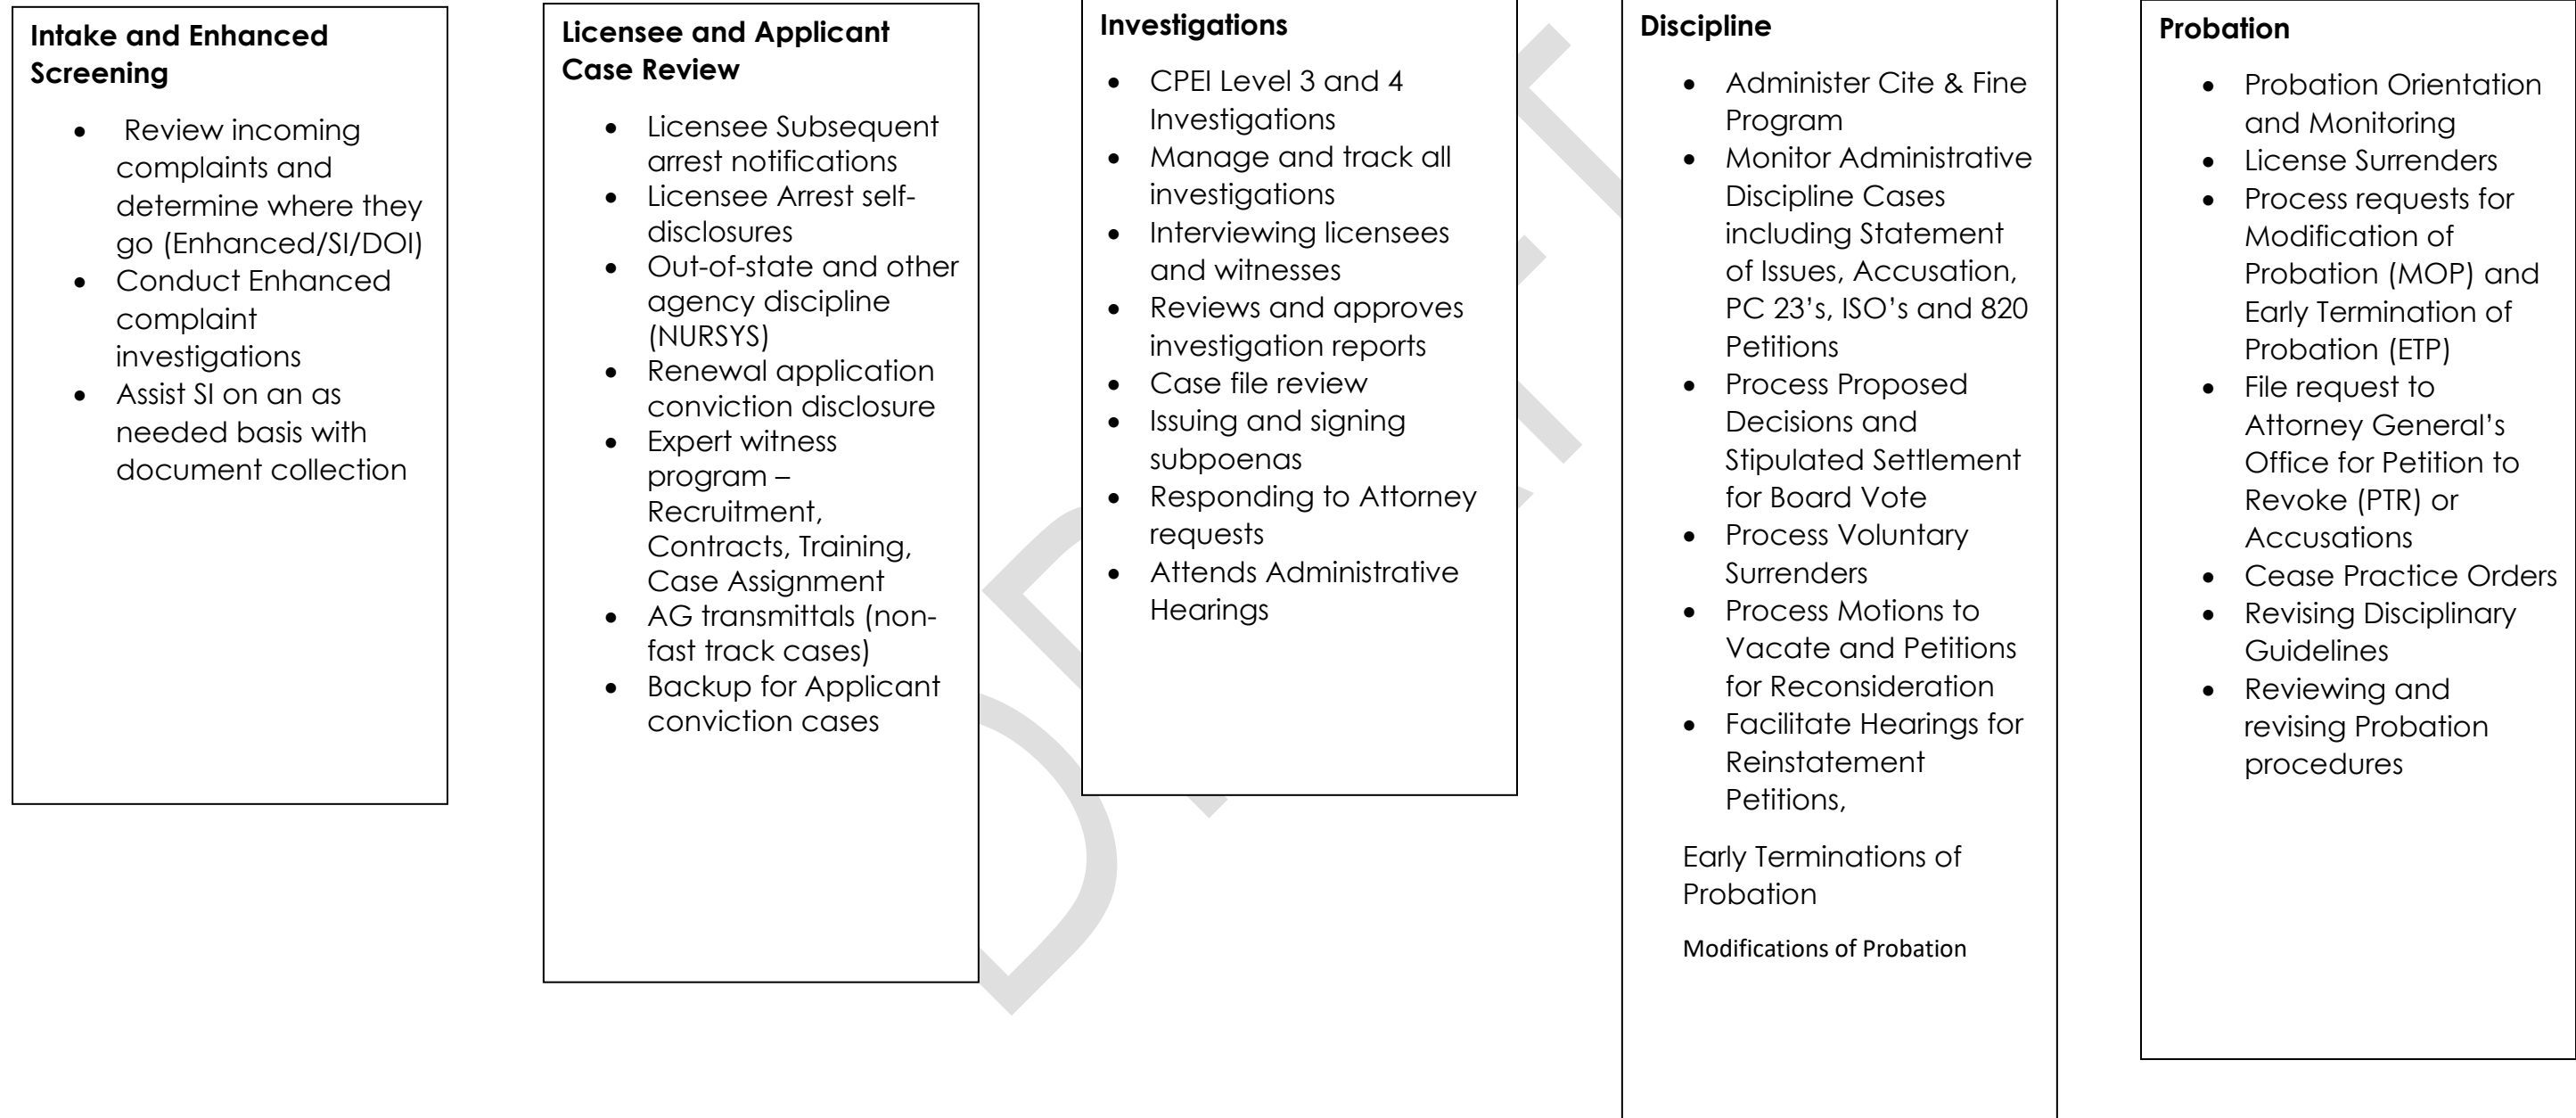 Intake and Enhanced
Screening
• Review incoming
complaints and
determine where they
go (Enhanced/SI/DOI)
• Conduct Enhanced
complaint
investigations
• Assist SI on an as
needed basis with
document collection
Licensee and Applicant
Case Review
• Licensee Subsequent
arrest notifications
• Licensee Arrest self-
disclosures
• Out-of-state and other
agency discipline
(NURSYS)
• Renewal application
conviction disclosure
• Expert witness
program –
Recruitment,
Contracts, Training,
Case Assignment
• AG transmittals (non-
fast track cases)
• Backup for Applicant
conviction cases
Investigations
• CPEI Level 3 and 4
Investigations
• Manage and track all
investigations
• Interviewing licensees
and witnesses
• Reviews and approves
investigation reports
• Case file review
• Issuing and signing
subpoenas
• Responding to Attorney
requests
• Attends Administrative
Hearings
Discipline
• Administer Cite & Fine
Program
• Monitor Administrative
Discipline Cases
including Statement
of Issues, Accusation,
PC 23’s, ISO’s and 820
Petitions
• Process Proposed
Decisions and
Stipulated Settlement
for Board Vote
• Process Voluntary
Surrenders
• Process Motions to
Vacate and Petitions
for Reconsideration
• Facilitate Hearings for
Reinstatement
Petitions,
Early Terminations of
Probation
Modifications of Probation
Probation
• Probation Orientation
and Monitoring
• License Surrenders
• Process requests for
Modification of
Probation (MOP) and
Early Termination of
Probation (ETP)
• File request to
Attorney General’s
Office for Petition to
Revoke (PTR) or
Accusations
• Cease Practice Orders
• Revising Disciplinary
Guidelines
• Reviewing and
revising Probation
procedures